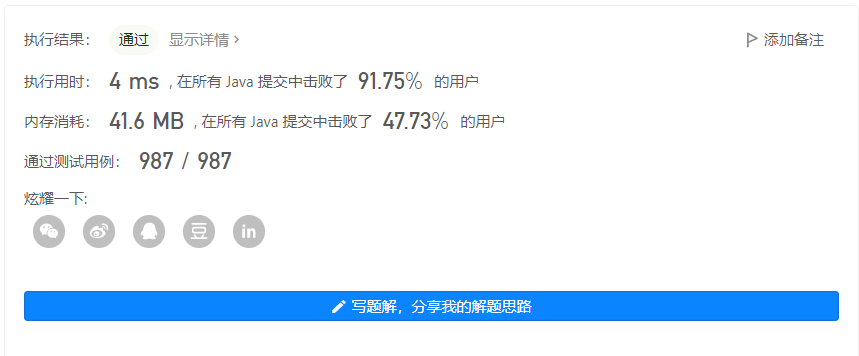 执行结果： 通过 显示详情 > 添加备注
执行用时： 4 ms , 在所有 Java 提交中击败了 91.75% 的用户
内存消耗： 41.6 MB , 在所有 Java 提交中击败了 47.73% 的用户
通过测试用例： 987 / 987
炫耀一下:
豆 in
写题解，分享我的解题思路